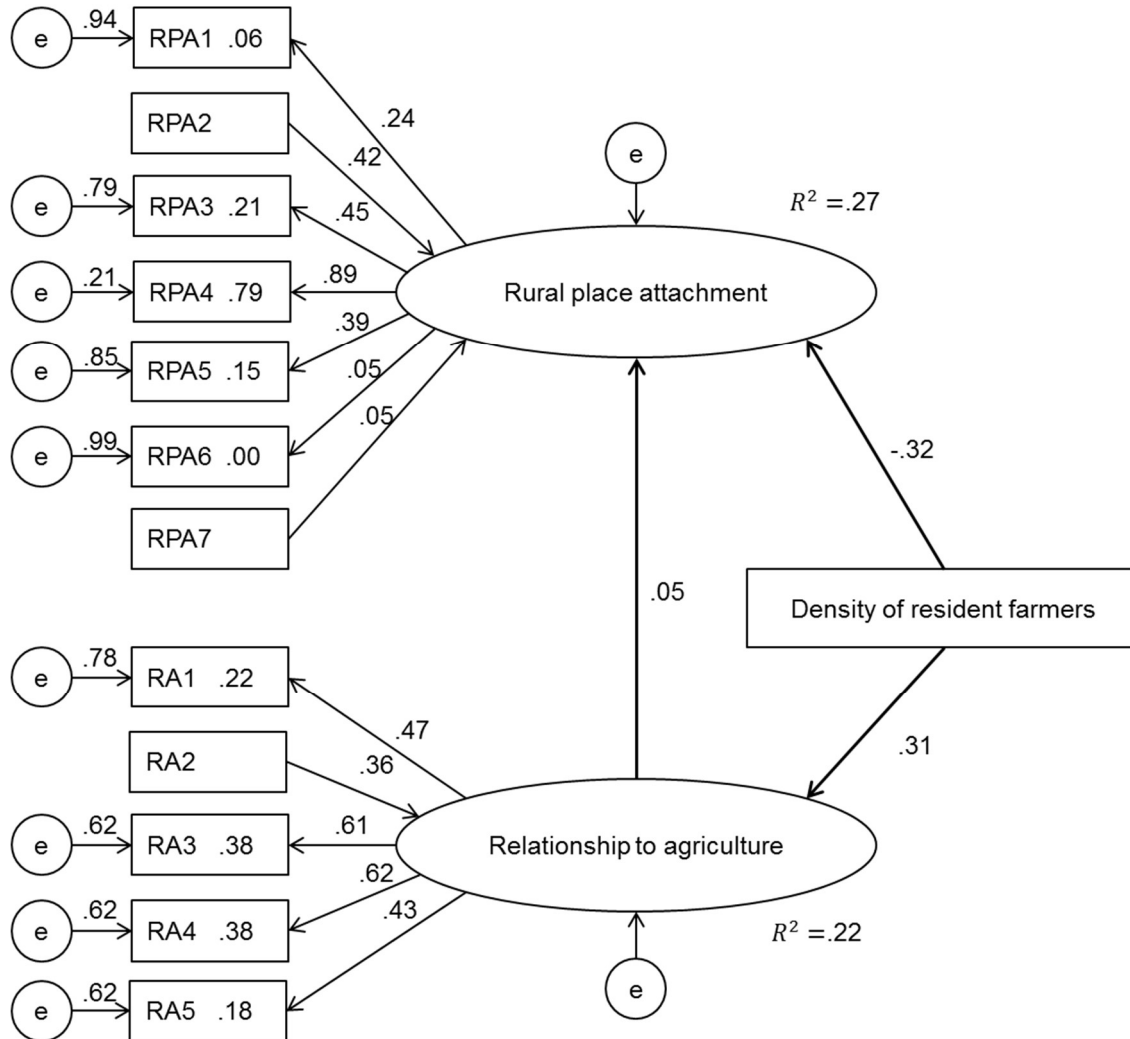 e
.94
RPA1 .06
.24
RPA2
.42
e
.79
RPA3 .21
.45
e
.21
RPA4 .79
.89
e
.85
RPA5 .15
.39
e
.99
RPA6 .00
.05
RPA7
.05
e
R² =.27
Rural place attachment
-.32
.05
Density of resident farmers
.31
e
.78
RA1 .22
.47
RA2
.36
e
.62
RA3 .38
.61
e
.62
RA4 .38
.62
e
.62
RA5 .18
.43
Relationship to agriculture
R² =.22
e